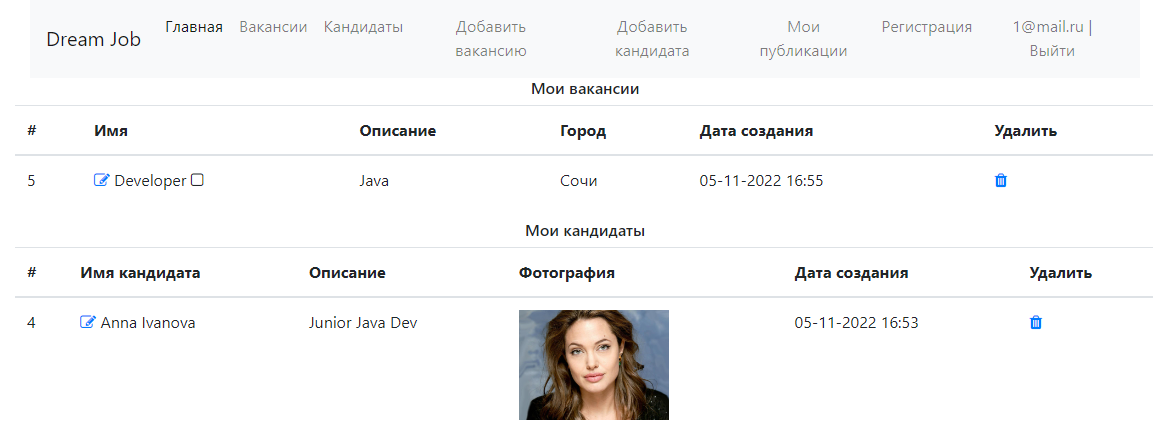 Dream Job
Главная
Вакансии
Кандидаты
Добавить
вакансию
Добавить
кандидата
Мои
публикации
Регистрация
1@mail.ru |
Выйти
Мои вакансии
# Имя Описание Город Дата создания Удалить
5 Developer Java Сочи 05-11-2022 16:55
Мои кандидаты
# Имя кандидата Описание Фотография Дата создания Удалить
4 Anna Ivanova Junior Java Dev 05-11-2022 16:53